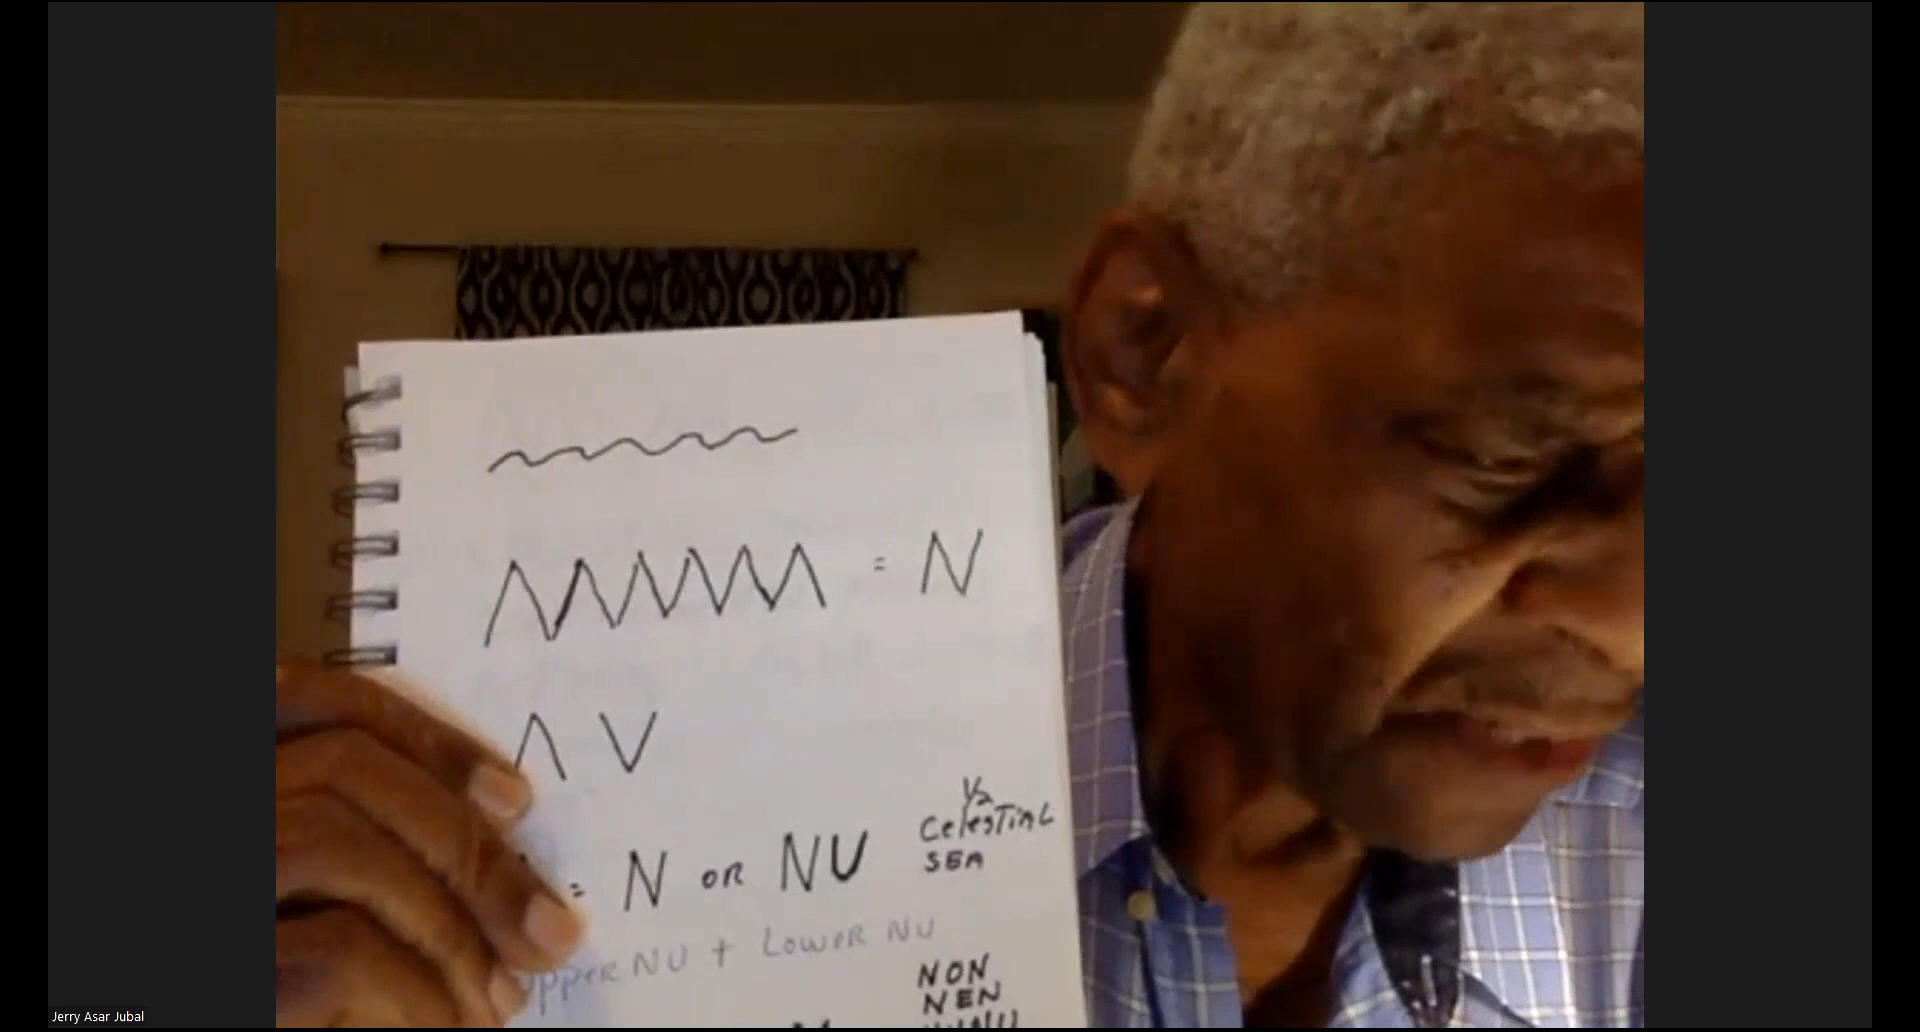 = N
Λ V
1/2
Celestial
SEA
= N OR NU
upper NU + Lower NU
NON
NEN
Jerry Asar Jubal